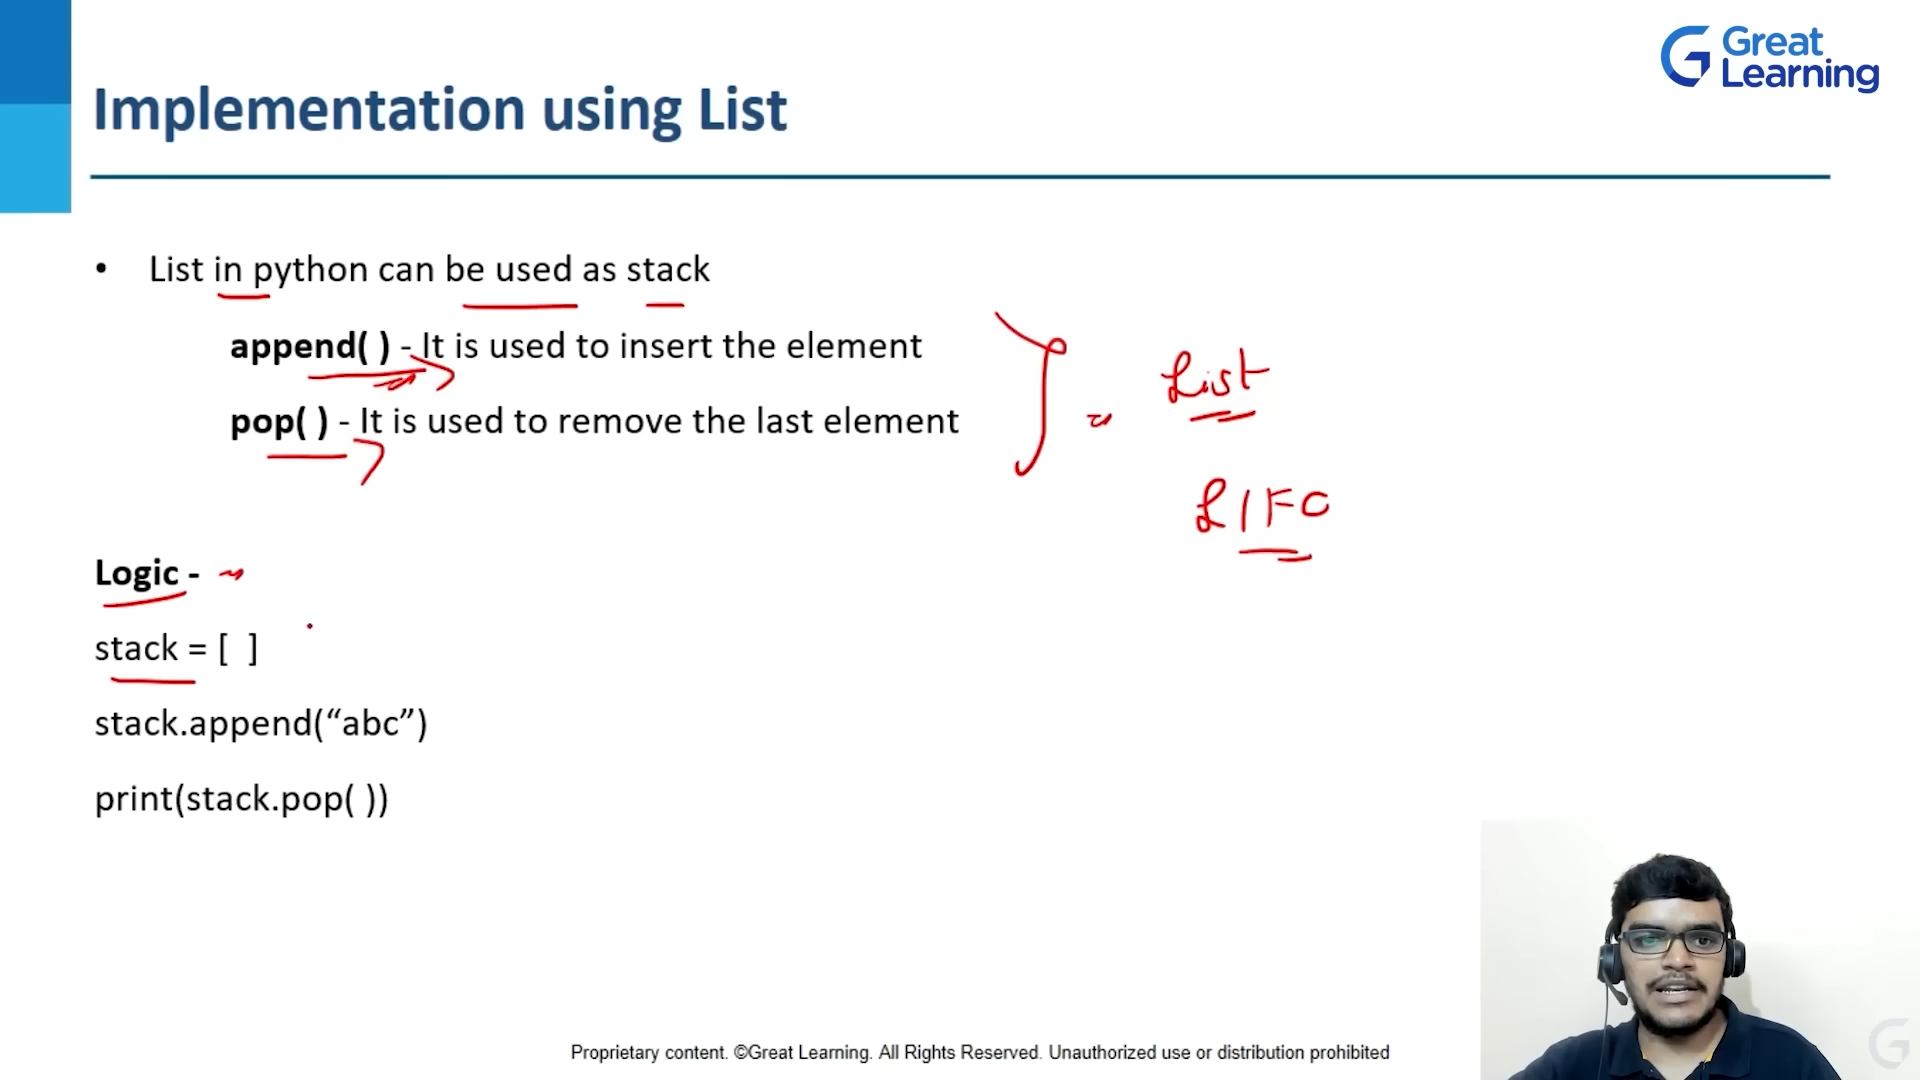 Great
Learning
Implementation using List
• List in python can be used as stack
append( ) - It is used to insert the element
pop( ) - It is used to remove the last element
List
LIFO
Logic -
stack = [ ]
stack.append(“abc”)
print(stack.pop( ))
Proprietary content. ©Great Learning. All Rights Reserved. Unauthorized use or distribution prohibited